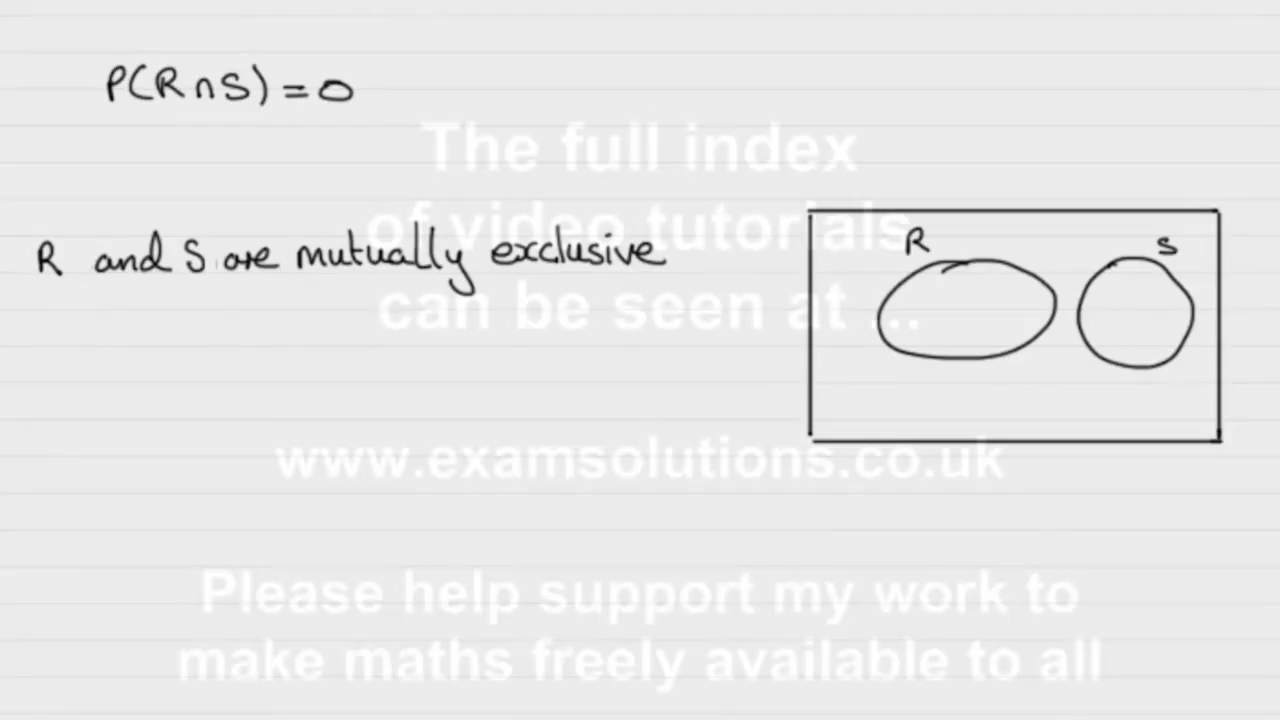 P(R∩S) = 0
The full index
of video tutorials
R and S are mutually exclusive
R
S
can be seen at ...
www.examsolutions.co.uk
Please help support my work to
make maths freely available to all